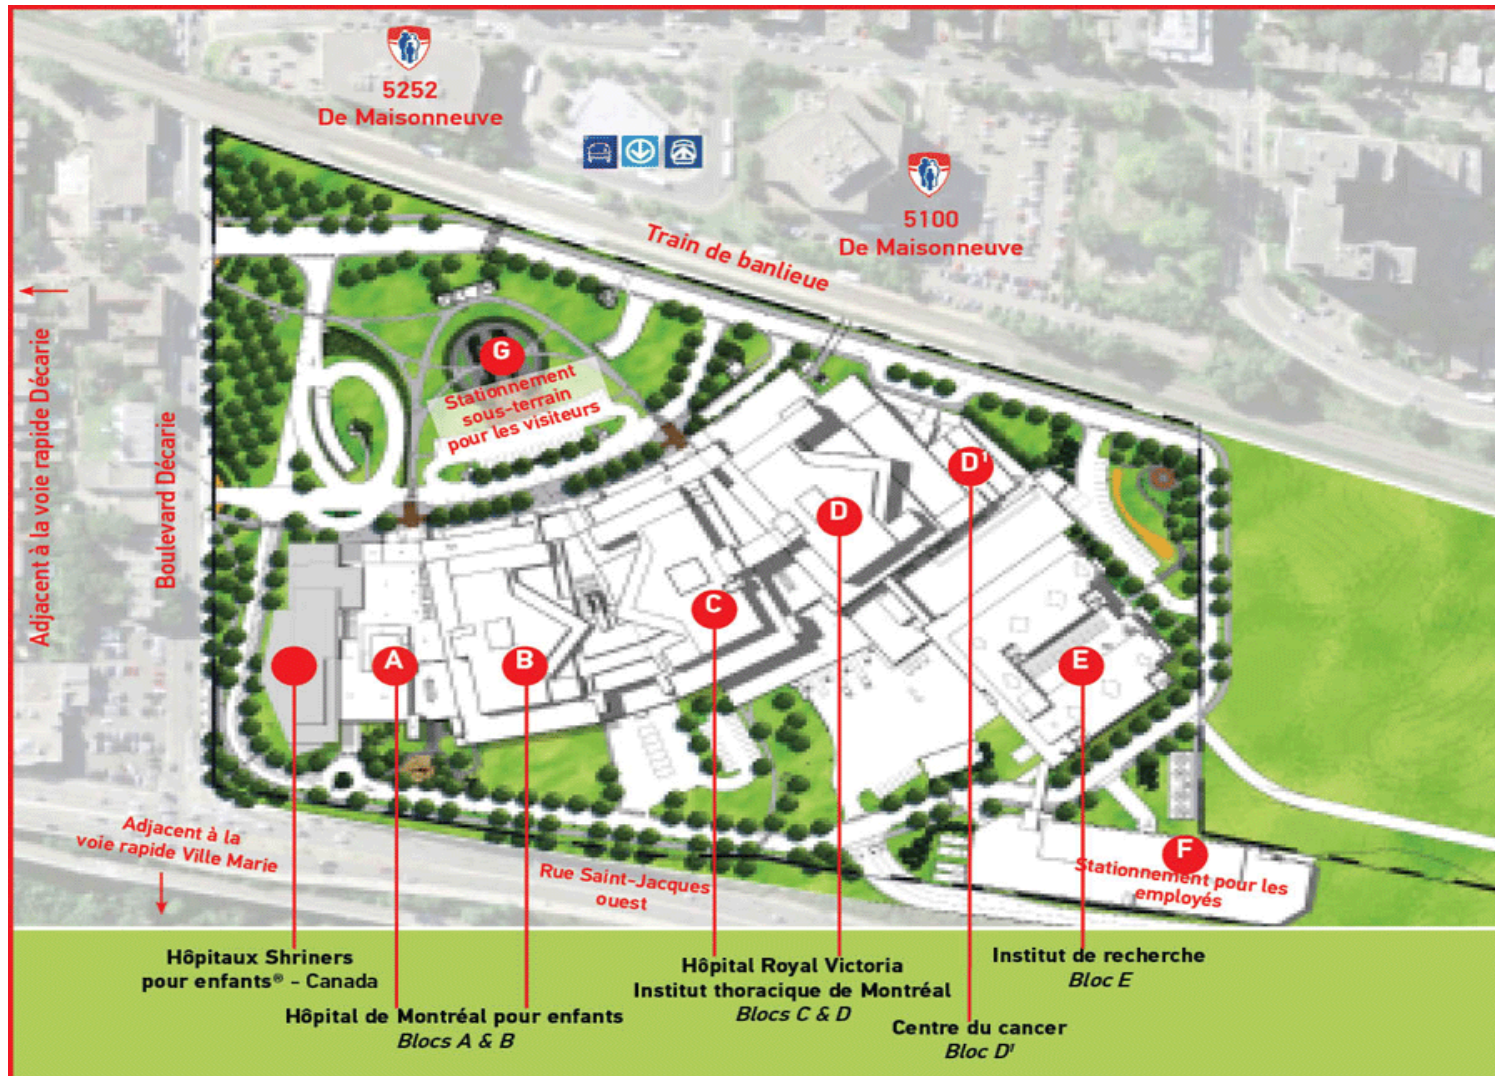 5252
De Maisonneuve
5100
De Maisonneuve
Train de banlieue
Adjacent à la voie rapide Décarie
Boulevard Décarie
G
Stationnement
sous-terrain
pour les visiteurs
D¹
D
C
A
B
E
F
Stationnement pour les
employés
Adjacent à la
voie rapide Ville Marie
Rue Saint-Jacques
ouest
Hôpitaux Shriners
pour enfants® - Canada
Hôpital de Montréal pour enfants
Blocs A & B
Hôpital Royal Victoria
Institut thoracique de Montréal
Blocs C & D
Centre du cancer
Bloc D¹
Institut de recherche
Bloc E